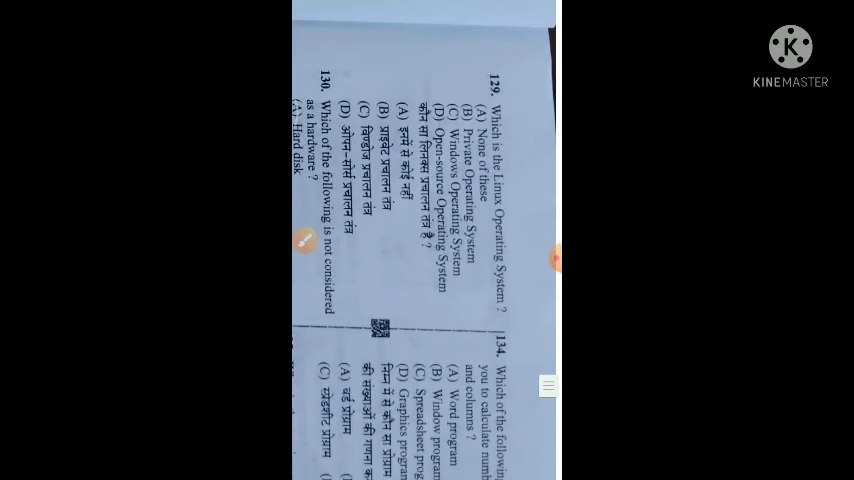 129. Which is the Linux Operating System ?
(A) None of these
(B) Private Operating System
(C) Windows Operating System
(D) Open-source Operating System
कौन सा लिनक्स प्रचालन तंत्र है ?
(A) इनमें से कोई नहीं
(B) प्राइवेट प्रचालन तंत्र
(C) विण्डोज प्रचालन तंत्र
(D) ओपन-सोर्स प्रचालन तंत्र
130. Which of the following is not considered
as a hardware ?
(A) Hard disk
134. Which of the following
you to calculate numb
and columns ?
(A) Word program
(B) Window program
(C) Spreadsheet prog
(D) Graphics program
निम्न में से कौन सा प्रोग्राम
की संख्याओं की गणना क
(A) वर्ड प्रोग्राम
(C) स्प्रेडशीट प्रोग्राम
K
KINEMASTER